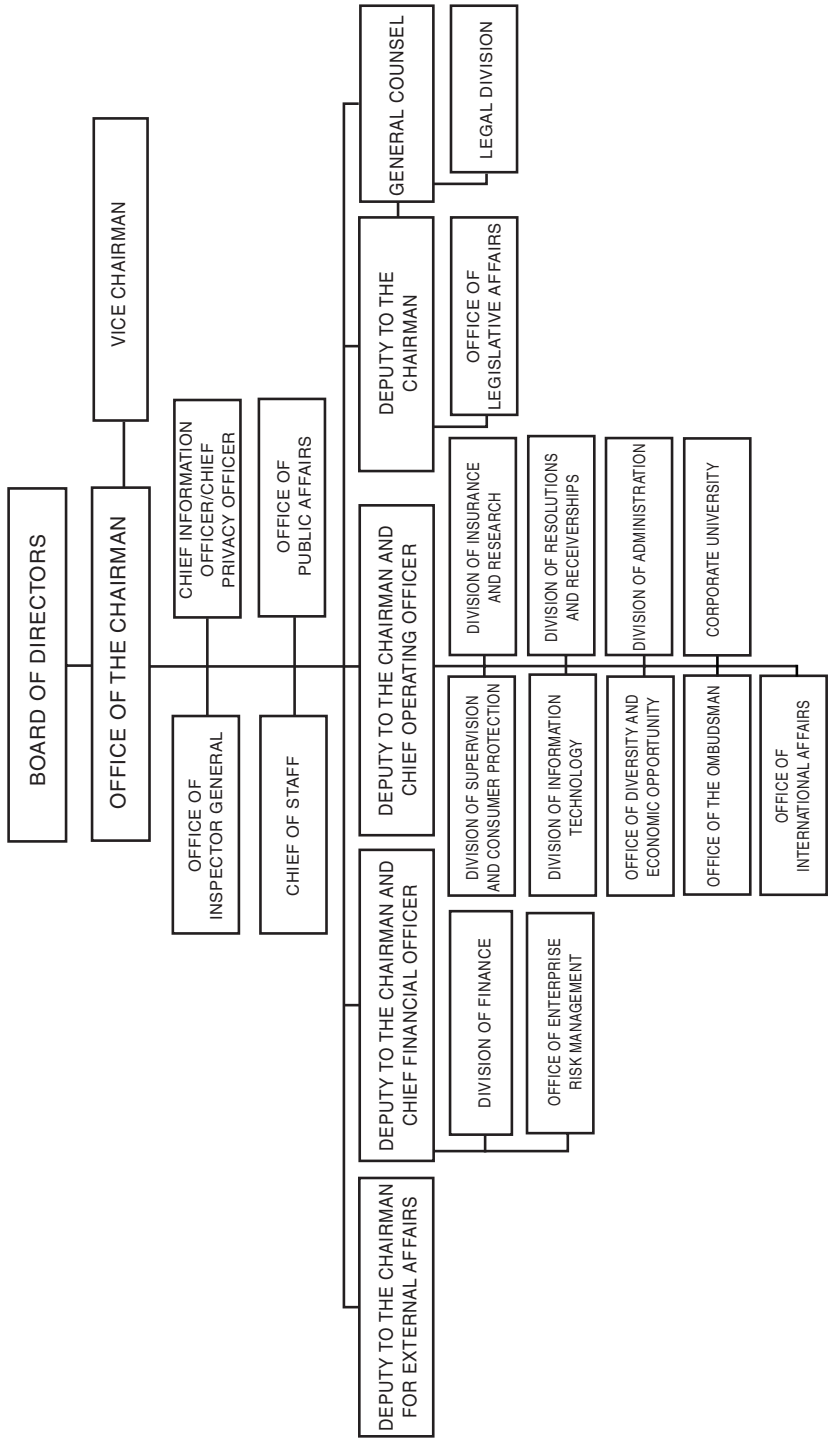 BOARD OF DIRECTORS
OFFICE OF THE CHAIRMAN
VICE CHAIRMAN
OFFICE OF
INSPECTOR GENERAL
CHIEF INFORMATION
OFFICER/CHIEF
PRIVACY OFFICER
CHIEF OF STAFF
OFFICE OF
PUBLIC AFFAIRS
DEPUTY TO THE CHAIRMAN
FOR EXTERNAL AFFAIRS
DEPUTY TO THE CHAIRMAN AND
CHIEF FINANCIAL OFFICER
DIVISION OF FINANCE
OFFICE OF ENTERPRISE
RISK MANAGEMENT
DEPUTY TO THE CHAIRMAN AND
CHIEF OPERATING OFFICER
DIVISION OF SUPERVISION
AND CONSUMER PROTECTION
DIVISION OF INSURANCE
AND RESEARCH
DIVISION OF INFORMATION
TECHNOLOGY
DIVISION OF RESOLUTIONS
AND RECEIVERSHIPS
OFFICE OF DIVERSITY AND
ECONOMIC OPPORTUNITY
DIVISION OF ADMINISTRATION
OFFICE OF THE OMBUDSMAN
CORPORATE UNIVERSITY
OFFICE OF
INTERNATIONAL AFFAIRS
DEPUTY TO THE
CHAIRMAN
OFFICE OF
LEGISLATIVE AFFAIRS
GENERAL COUNSEL
LEGAL DIVISION